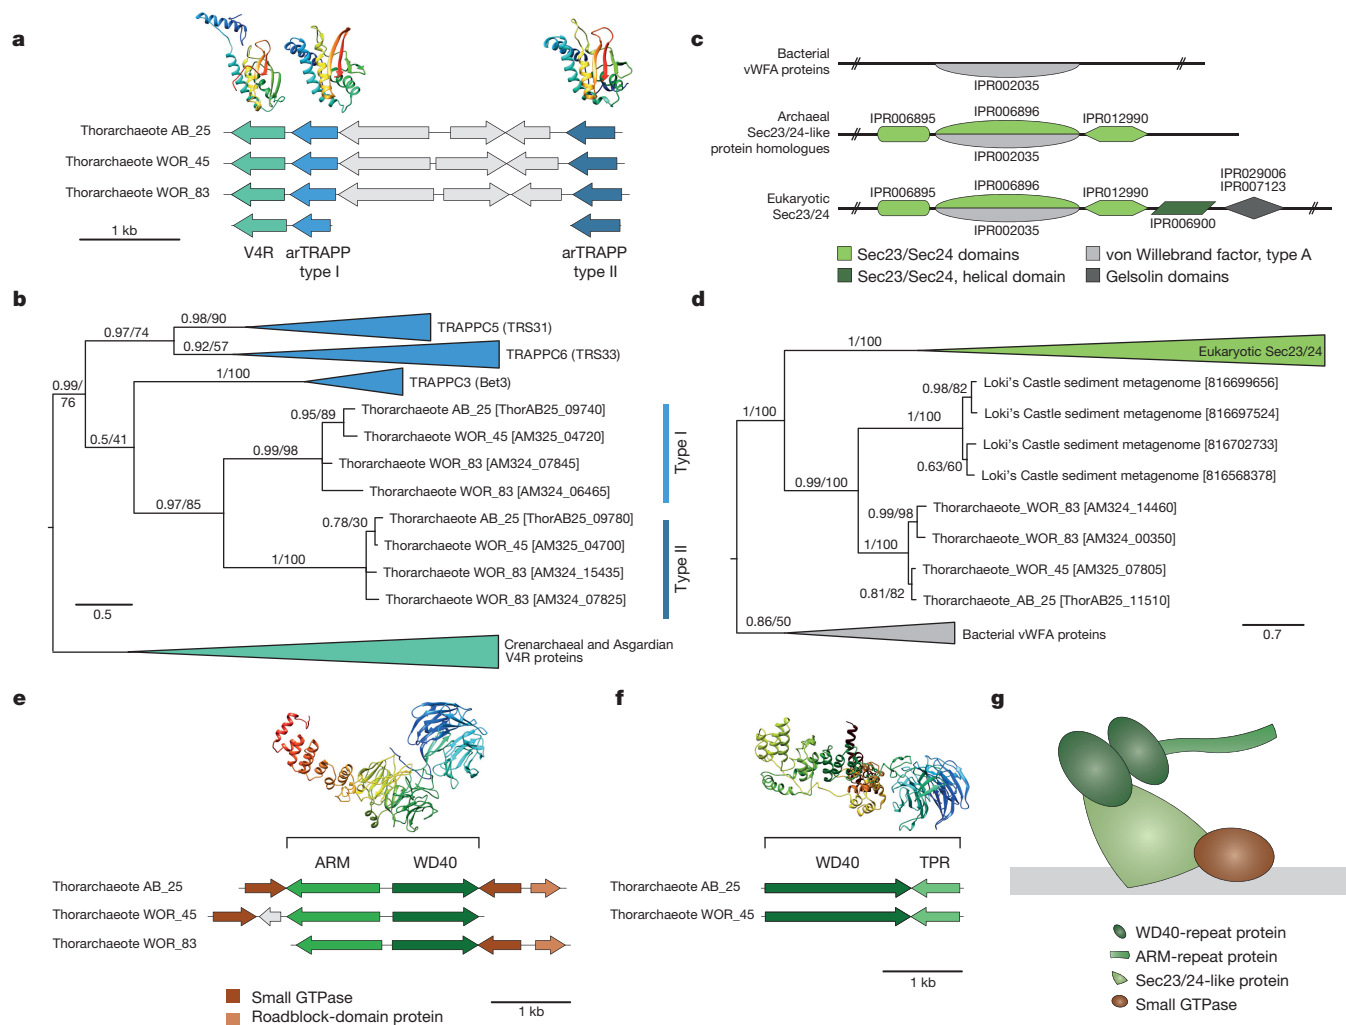 a
Thorarchaeote AB_25
Thorarchaeote WOR_45
Thorarchaeote WOR_83
1 kb
V4R
arTRAPP
type I
arTRAPP
type II
b
0.98/90
TRAPPC5 (TRS31)
0.97/74
0.92/57
TRAPPC6 (TRS33)
0.99/
76
1/100
TRAPPC3 (Bet3)
0.5/41
0.95/89
Thorarchaeote AB_25 [ThorAB25_09740]
Thorarchaeote WOR_45 [AM325_04720]
0.99/98
Thorarchaeote WOR_83 [AM324_07845]
Thorarchaeote WOR_83 [AM324_06465]
Type I
0.97/85
0.78/30
Thorarchaeote AB_25 [ThorAB25_09780]
Thorarchaeote WOR_45 [AM325_04700]
1/100
Thorarchaeote WOR_83 [AM324_15435]
Thorarchaeote WOR_83 [AM324_07825]
Type II
0.5
Crenarchaeal and Asgardian
V4R proteins
c
Bacterial
vWFA proteins
IPR002035
Archaeal
Sec23/24-like
protein homologues
IPR006895
IPR006896
IPR012990
IPR002035
Eukaryotic
Sec23/24
IPR006895
IPR006896
IPR012990
IPR029006
IPR007123
IPR002035
IPR006900
Sec23/Sec24 domains
von Willebrand factor, type A
Sec23/Sec24, helical domain
Gelsolin domains
d
1/100
Eukaryotic Sec23/24
1/100
0.98/82
Loki's Castle sediment metagenome [816699656]
1/100
Loki's Castle sediment metagenome [816697524]
Loki's Castle sediment metagenome [816702733]
0.63/60
Loki's Castle sediment metagenome [816568378]
0.99/100
0.99/98
Thorarchaeote_WOR_83 [AM324_14460]
Thorarchaeote_WOR_83 [AM324_00350]
1/100
Thorarchaeote_WOR_45 [AM325_07805]
0.81/82
Thorarchaeote_AB_25 [ThorAB25_11510]
0.86/50
Bacterial vWFA proteins
0.7
e
ARM
WD40
Thorarchaeote AB_25
Thorarchaeote WOR_45
Thorarchaeote WOR_83
Small GTPase
Roadblock-domain protein
1 kb
f
WD40
TPR
Thorarchaeote AB_25
Thorarchaeote WOR_45
1 kb
g
WD40-repeat protein
ARM-repeat protein
Sec23/24-like protein
Small GTPase